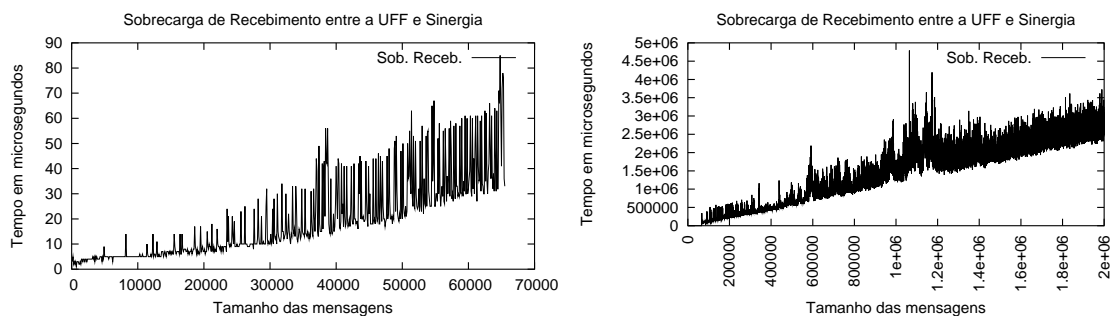 Sobrecarga de Recebimento entre a UFF e Sinergia
Sob. Receb.
Tempo em microsegundos
90
80
70
60
50
40
30
20
10
0
0 10000 20000 30000 40000 50000 60000 70000
Tamanho das mensagens
Sobrecarga de Recebimento entre a UFF e Sinergia
Sob. Receb.
Tempo em microsegundos
5e+06
4.5e+06
4e+06
3.5e+06
3e+06
2.5e+06
2e+06
1.5e+06
1e+06
500000
0
0 200000 400000 600000 800000 1e+06 1.2e+06 1.4e+06 1.6e+06 1.8e+06 2e+06
Tamanho das mensagens